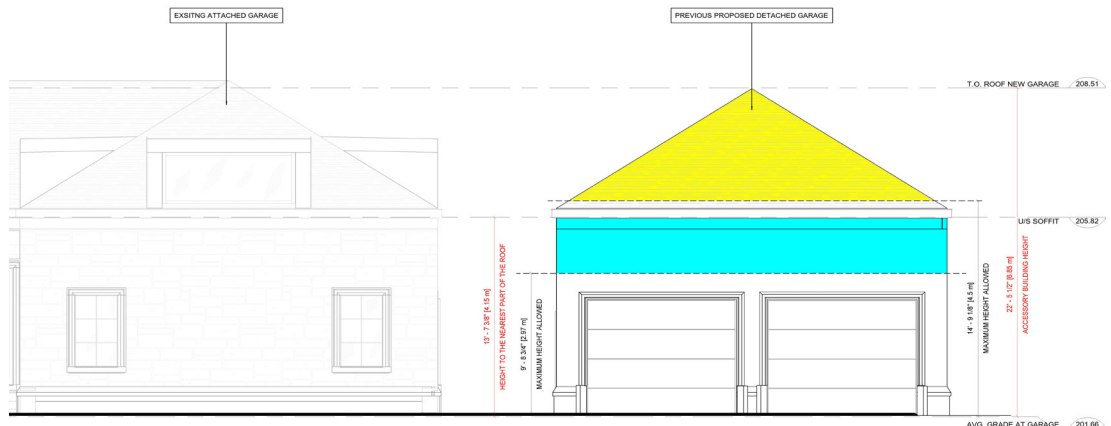 EXSITNG ATTACHED GARAGE
PREVIOUS PROPOSED DETACHED GARAGE
T.O. ROOF NEW GARAGE 208.51
U/S SOFFIT 205.82
13' - 7 3/8" [4.15 m]
HEIGHT TO THE NEAREST PART OF THE ROOF
9' - 8 3/4" [2.97 m]
MAXIMUM HEIGHT ALLOWED
14' - 9 1/8" [4.5 m]
MAXIMUM HEIGHT ALLOWED
22' - 5 1/2" [6.85 m]
ACCESSORY BUILDING HEIGHT
AVG. GRADE AT GARAGE 201.66